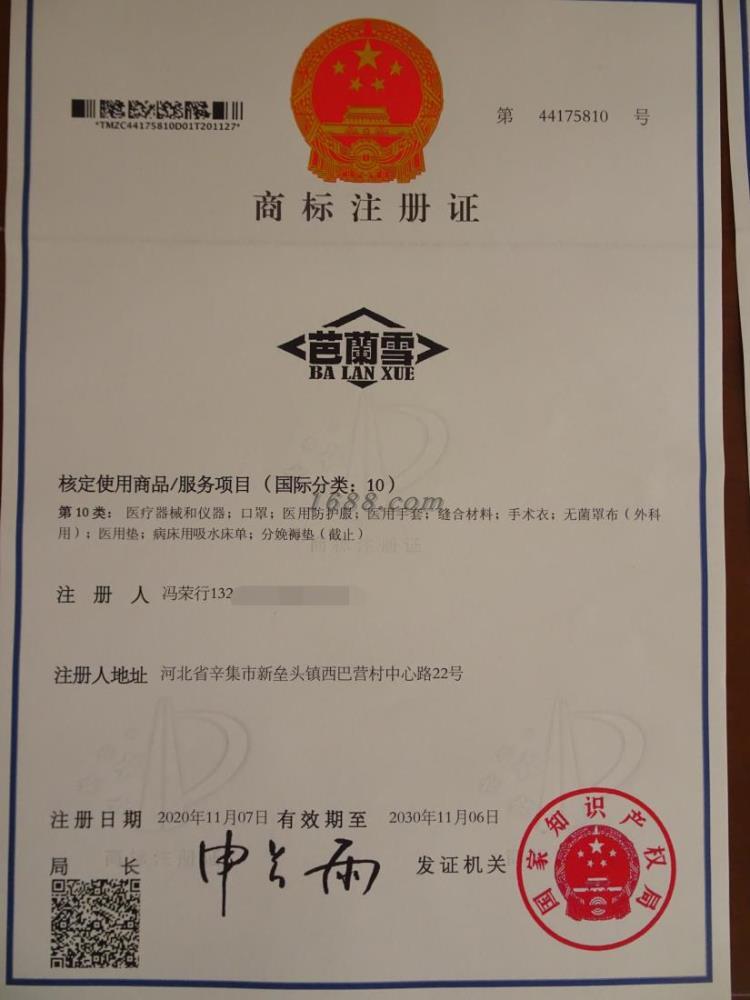 *TMZC44175810D01T201127*
第 44175810 号
商标注册证
芭蘭雪
BA LAN XUE
核定使用商品/服务项目（国际分类：10）
1688.com
第10类：医疗器械和仪器；口罩；医用防护服；医用手套；缝合材料；手术衣；无菌罩布（外科
用）；医用垫；病床用吸水床单；分娩褥垫（截止）
商标注册证
注册人 冯荣行132
注册人地址 河北省辛集市新垒头镇西巴营村中心路22号
注册日期 2020年11月07日 有效期至 2030年11月06日
局长 申长雨 发证机关
国家知识产权局